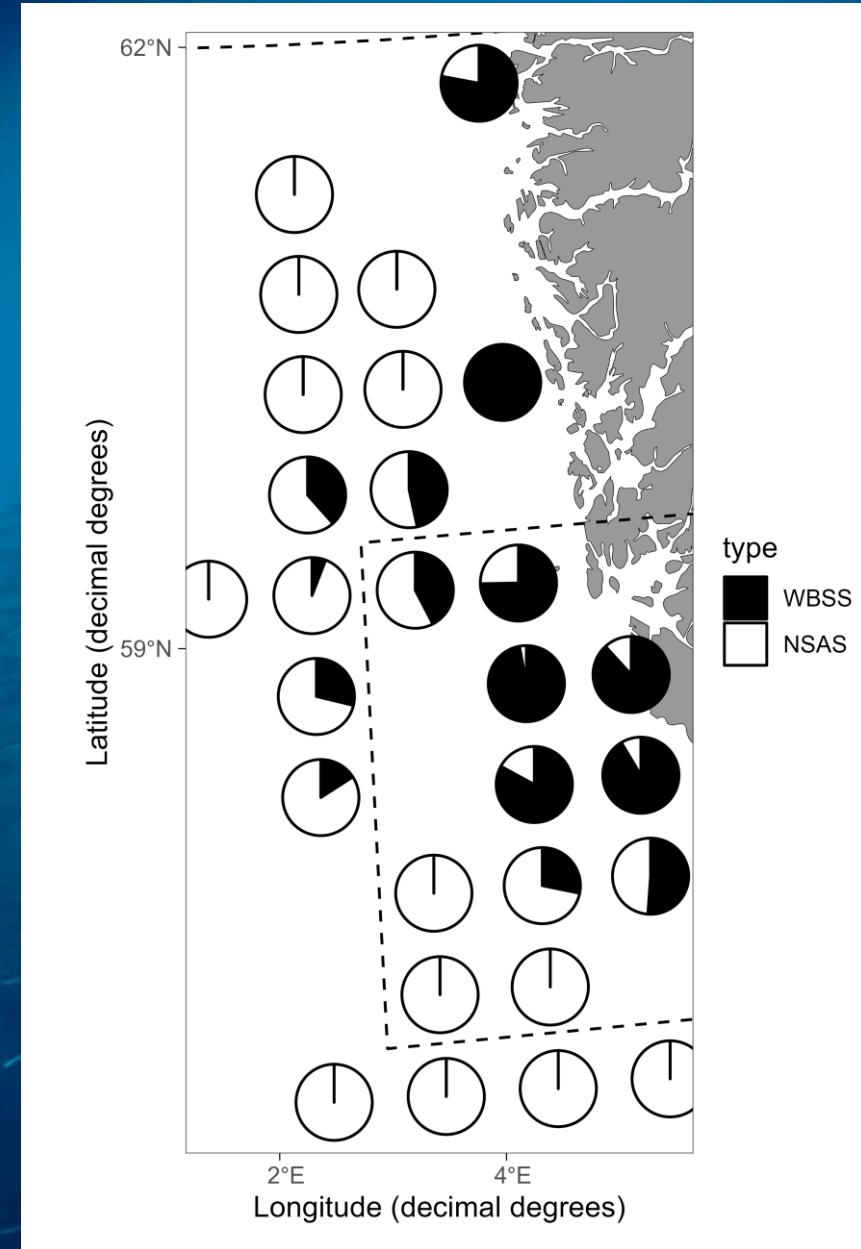 62°N
59°N
Latitude (decimal degrees)
type
WBSS
NSAS
2°E
4°E
Longitude (decimal degrees)